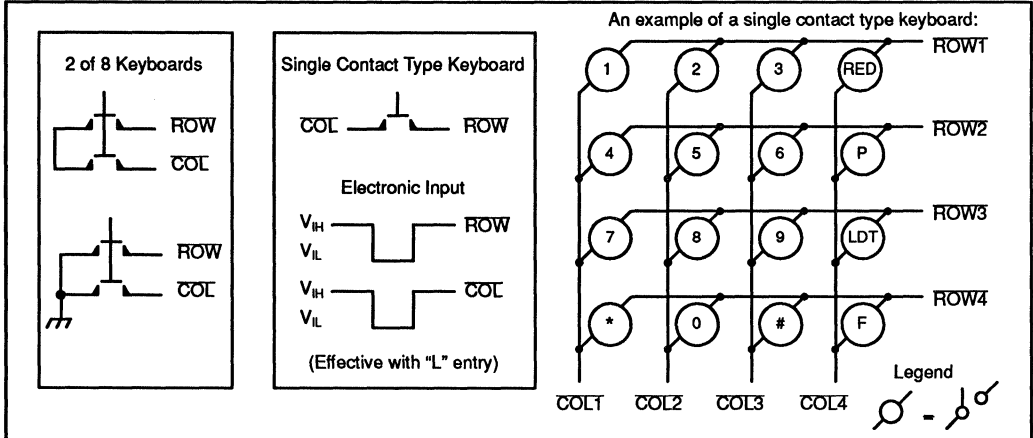 An example of a single contact type keyboard:
2 of 8 Keyboards
ROW
COL
ROW
COL
Single Contact Type Keyboard
COL ROW
Electronic Input
VIH ROW
VIL
VIH COL
VIL
(Effective with "L" entry)
1 2 3 RED ROW1
4 5 6 P ROW2
7 8 9 LDT ROW3
* 0 # F ROW4
COL1 COL2 COL3 COL4
Legend
=